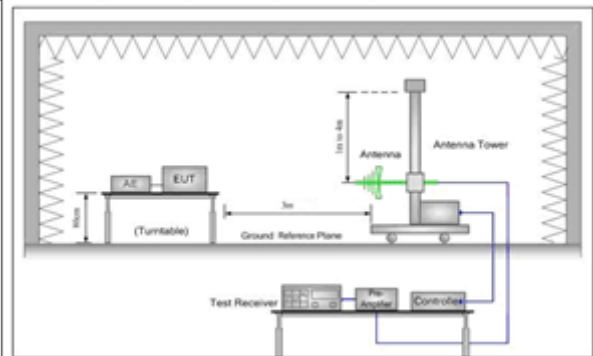 1m to 4m
Antenna
Antenna Tower
AE
EUT
80cm
3m
(Turntable)
Ground Reference Plane
Test Receiver
Pre-
Amplifier
Controller